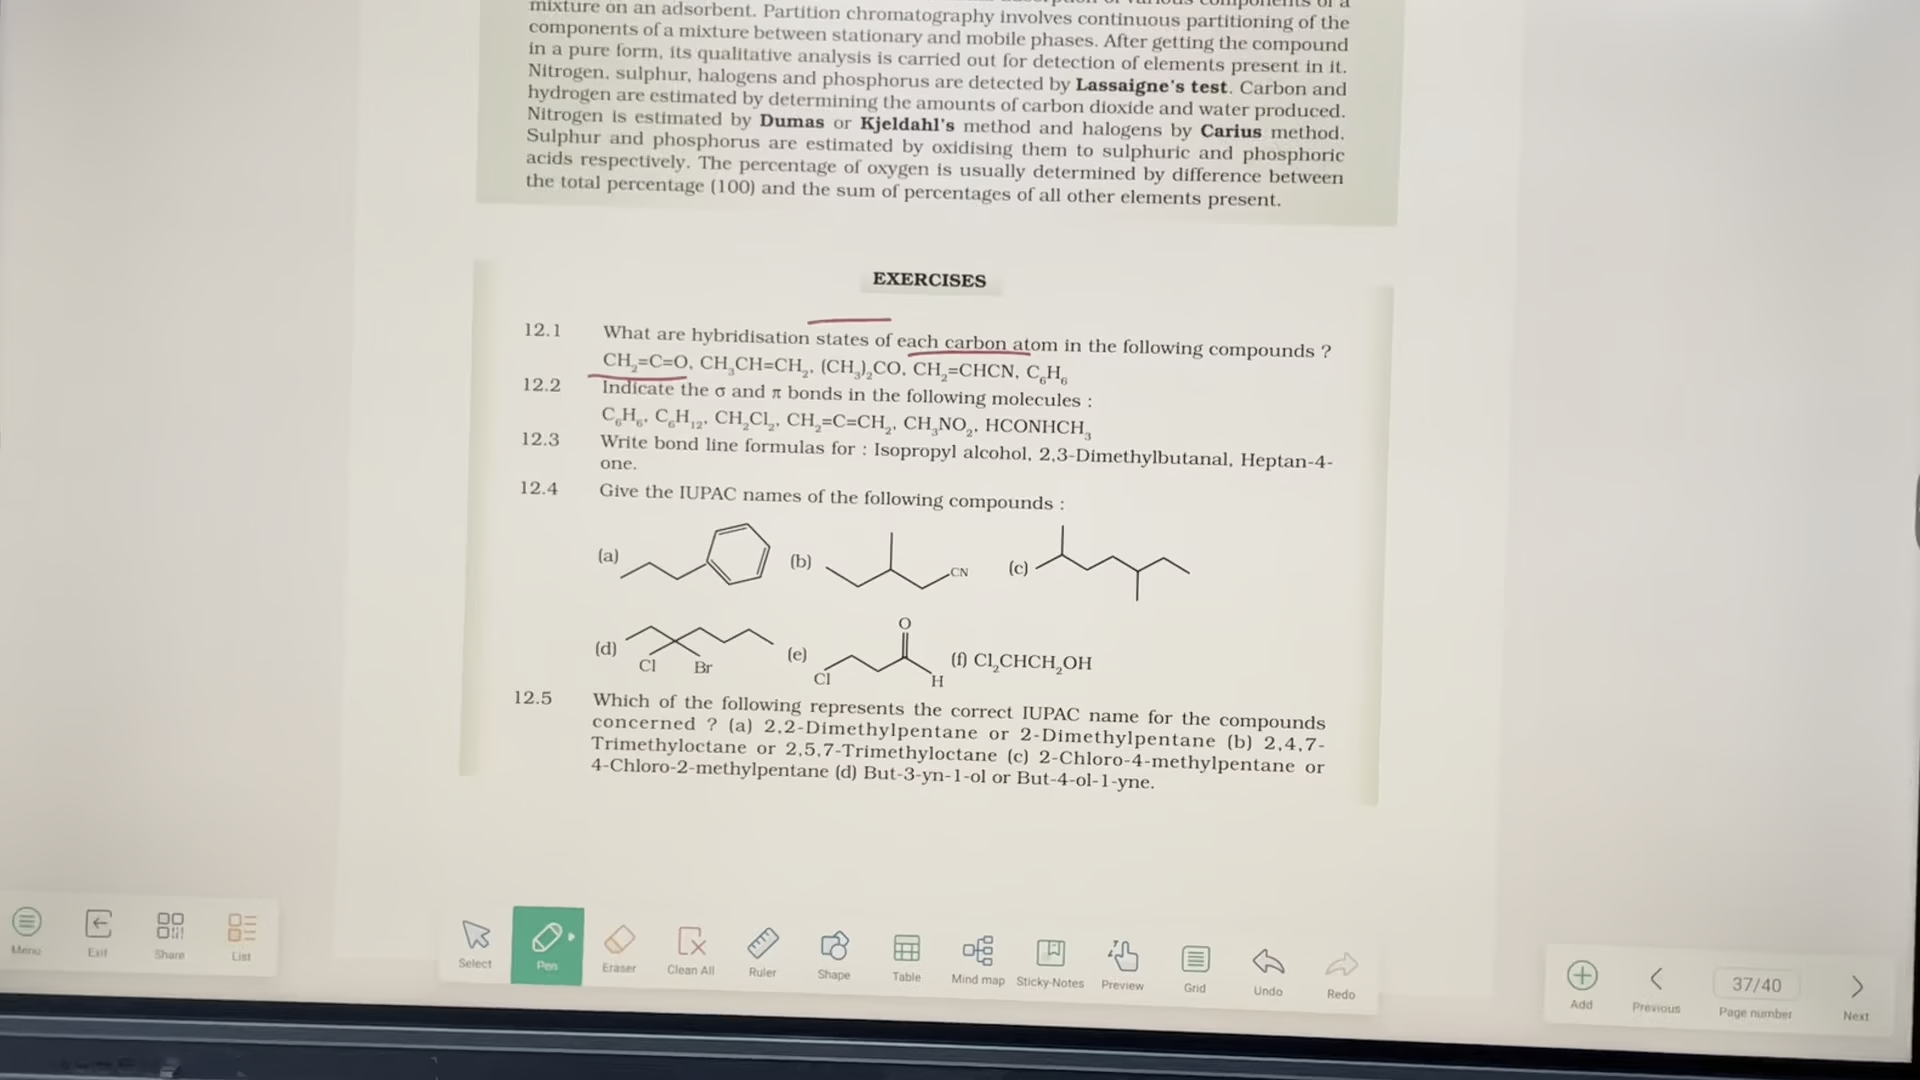 mixture on an adsorbent. Partition chromatography involves continuous partitioning of the
components of a mixture between stationary and mobile phases. After getting the compound
in a pure form, its qualitative analysis is carried out for detection of elements present in it.
Nitrogen, sulphur, halogens and phosphorus are detected by Lassaigne's test. Carbon and
hydrogen are estimated by determining the amounts of carbon dioxide and water produced.
Nitrogen is estimated by Dumas or Kjeldahl's method and halogens by Carius method.
Sulphur and phosphorus are estimated by oxidising them to sulphuric and phosphoric
acids respectively. The percentage of oxygen is usually determined by difference between
the total percentage (100) and the sum of percentages of all other elements present.
EXERCISES
12.1 What are hybridisation states of each carbon atom in the following compounds ?
CH₂=C=O, CH₃CH=CH₂, (CH₃)₂CO, CH₂=CHCN, C₆H₆
12.2 Indicate the σ and π bonds in the following molecules :
C₆H₆, C₆H₁₂, CH₂Cl₂, CH₂=C=CH₂, CH₃NO₂, HCONHCH₃
12.3 Write bond line formulas for : Isopropyl alcohol, 2,3-Dimethylbutanal, Heptan-4-
one.
12.4 Give the IUPAC names of the following compounds :
(a) (b) CN (c)
(d) Cl Br (e) Cl O H (f) Cl₂CHCH₂OH
12.5 Which of the following represents the correct IUPAC name for the compounds
concerned ? (a) 2,2-Dimethylpentane or 2-Dimethylpentane (b) 2,4,7-
Trimethyloctane or 2,5,7-Trimethyloctane (c) 2-Chloro-4-methylpentane or
4-Chloro-2-methylpentane (d) But-3-yn-1-ol or But-4-ol-1-yne.
Menu Exit Share List Select Pen Eraser Clean All Ruler Shape Table Mind map Sticky-Notes Preview Grid Undo Redo Add Previous 37/40 Page number Next